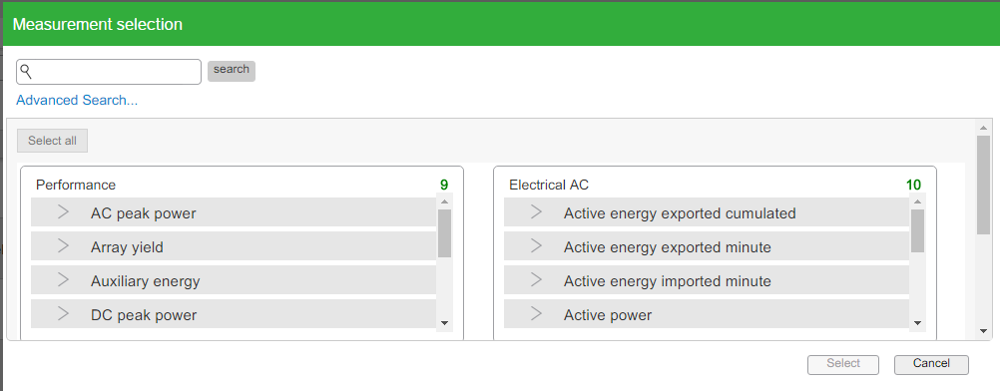 Measurement selection
search
Advanced Search...
Select all
Performance 9
AC peak power
Array yield
Auxiliary energy
DC peak power
Electrical AC 10
Active energy exported cumulated
Active energy exported minute
Active energy imported minute
Active power
Select Cancel